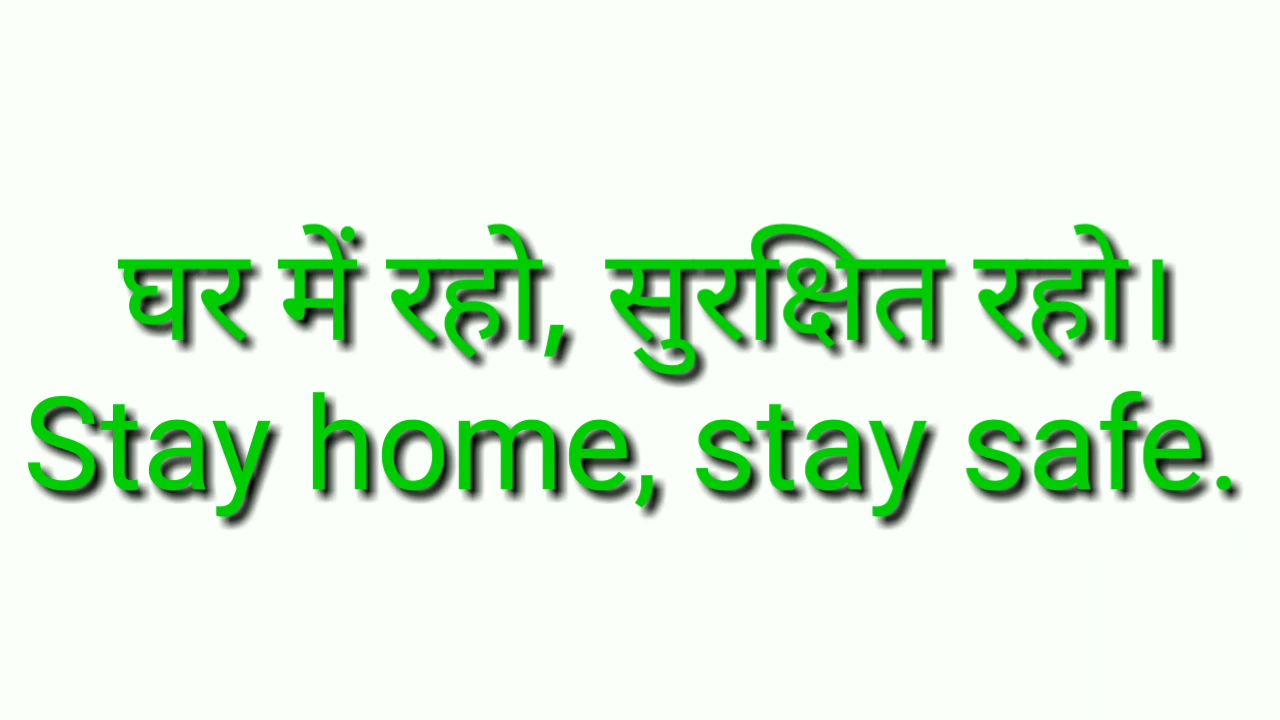 घर में रहो, सुरक्षित रहो।
Stay home, stay safe.